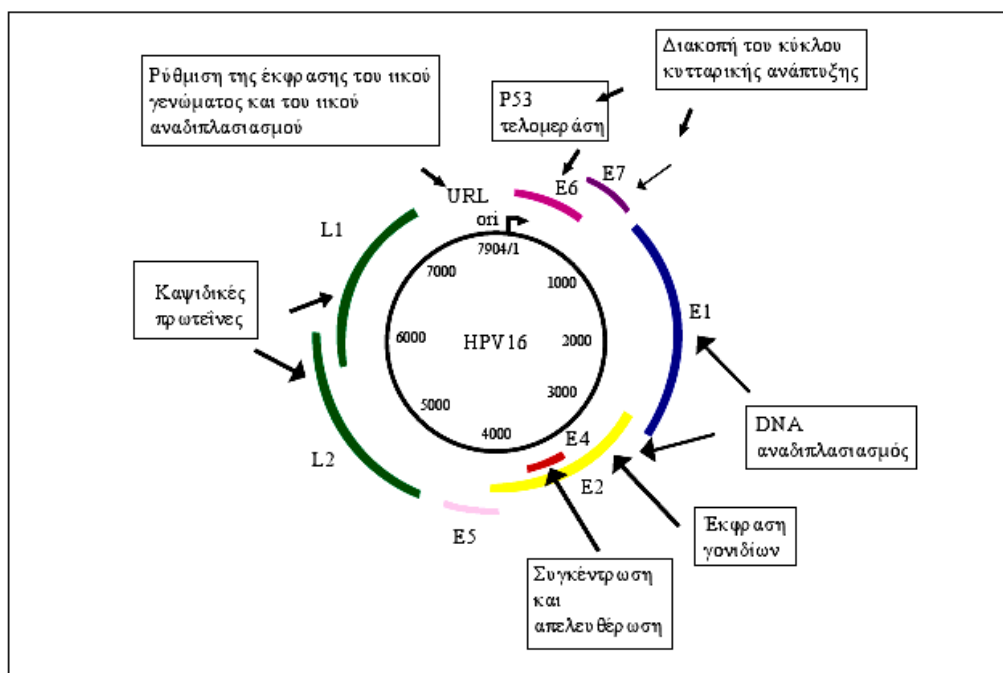 Ρύθμιση της έκφρασης του ιικού
γενώματος και του ιικού
αναδιπλασιασμού
Διακοπή του κύκλου
κυτταρικής ανάπτυξης
P53
τελομεράση
E7
E6
URL
ori
L1
7904/1
7000
1000
Καψιδικές
πρωτεΐνες
E1
6000
HPV16
2000
5000
3000
4000
E4
DNA
αναδιπλασιασμός
L2
E2
E5
Έκφραση
γονιδίων
Συγκέντρωση
και
απελευθέρωση